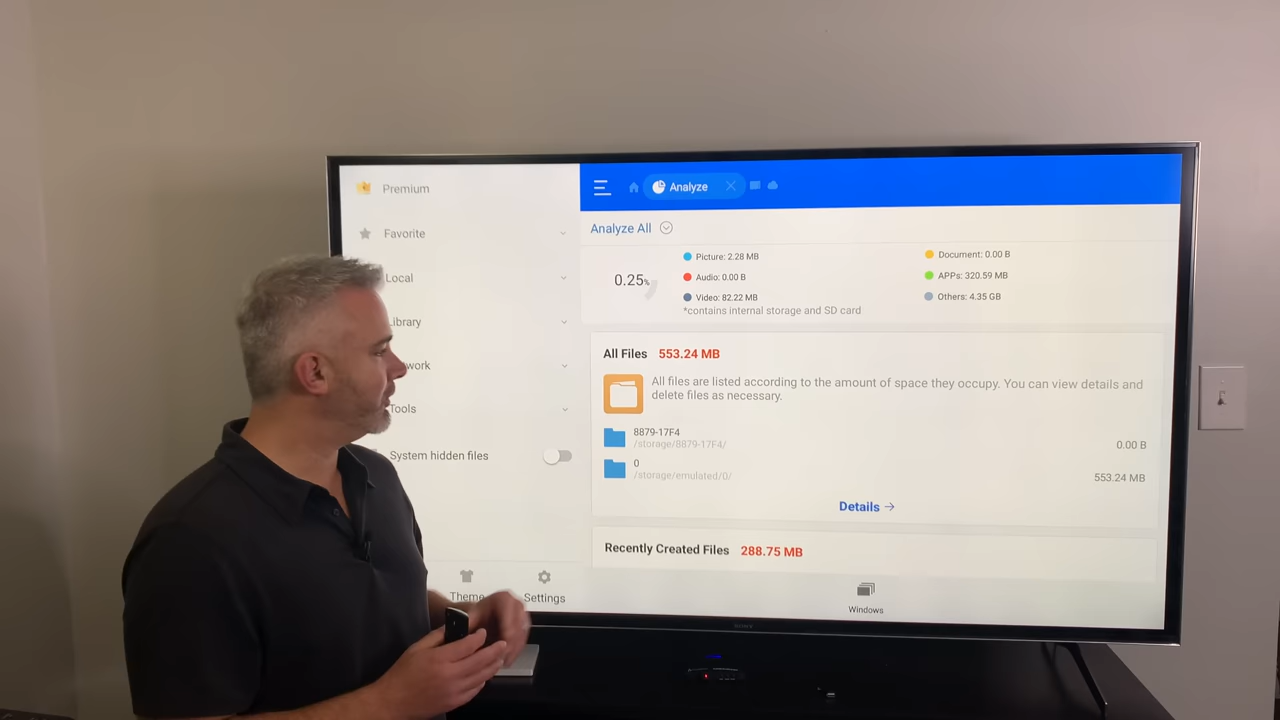 Premium
Favorite
Local
Library
work
Tools
System hidden files
Theme
Settings
Analyze
Analyze All
0.25%
Picture: 2.28 MB
Audio: 0.00 B
Video: 82.22 MB
Document: 0.00 B
APPs: 320.59 MB
Others: 4.35 GB
*contains internal storage and SD card
All Files 553.24 MB
All files are listed according to the amount of space they occupy. You can view details and
delete files as necessary.
8879-17F4
/storage/8879-17F4/
0.00 B
0
/storage/emulated/0/
553.24 MB
Details →
Recently Created Files 288.75 MB
Windows
SONY